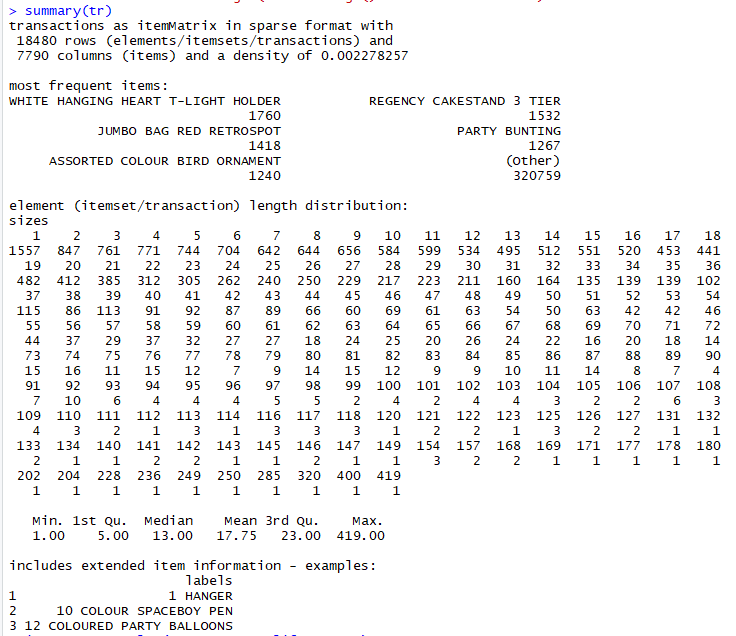 > summary(tr)
transactions as itemMatrix in sparse format with
 18480 rows (elements/itemsets/transactions) and
 7790 columns (items) and a density of 0.002278257
most frequent items:
WHITE HANGING HEART T-LIGHT HOLDER REGENCY CAKESTAND 3 TIER
1760 1532
JUMBO BAG RED RETROSPOT PARTY BUNTING
1418 1267
ASSORTED COLOUR BIRD ORNAMENT (Other)
1240 320759
element (itemset/transaction) length distribution:
sizes
1 2 3 4 5 6 7 8 9 10 11 12 13 14 15 16 17 18
1557 847 761 771 744 704 642 644 656 584 599 534 495 512 551 520 453 441
19 20 21 22 23 24 25 26 27 28 29 30 31 32 33 34 35 36
482 412 385 312 305 262 240 250 229 217 223 211 160 164 135 139 139 102
37 38 39 40 41 42 43 44 45 46 47 48 49 50 51 52 53 54
115 86 113 91 92 87 89 66 60 69 61 63 54 50 63 42 42 46
55 56 57 58 59 60 61 62 63 64 65 66 67 68 69 70 71 72
44 37 29 37 32 27 27 18 24 25 20 26 24 22 16 20 18 14
73 74 75 76 77 78 79 80 81 82 83 84 85 86 87 88 89 90
15 16 11 15 12 7 9 14 15 12 9 9 10 11 14 8 7 4
91 92 93 94 95 96 97 98 99 100 101 102 103 104 105 106 107 108
7 10 6 4 4 4 5 5 2 4 2 4 4 3 2 2 6 3
109 110 111 112 113 114 116 117 118 120 121 122 123 125 126 127 131 132
4 3 2 1 3 1 3 3 3 1 2 2 1 3 2 2 1 1
133 134 140 141 142 143 145 146 147 149 154 157 168 169 171 177 178 180
2 1 1 2 2 1 1 2 1 1 3 2 2 1 1 1 1 1
202 204 228 236 249 250 285 320 400 419
1 1 1 1 1 1 1 1 1 1
Min. 1st Qu. Median Mean 3rd Qu. Max.
1.00 5.00 13.00 17.75 23.00 419.00
includes extended item information - examples:
labels
1 1 HANGER
2 10 COLOUR SPACEBOY PEN
3 12 COLOURED PARTY BALLOONS